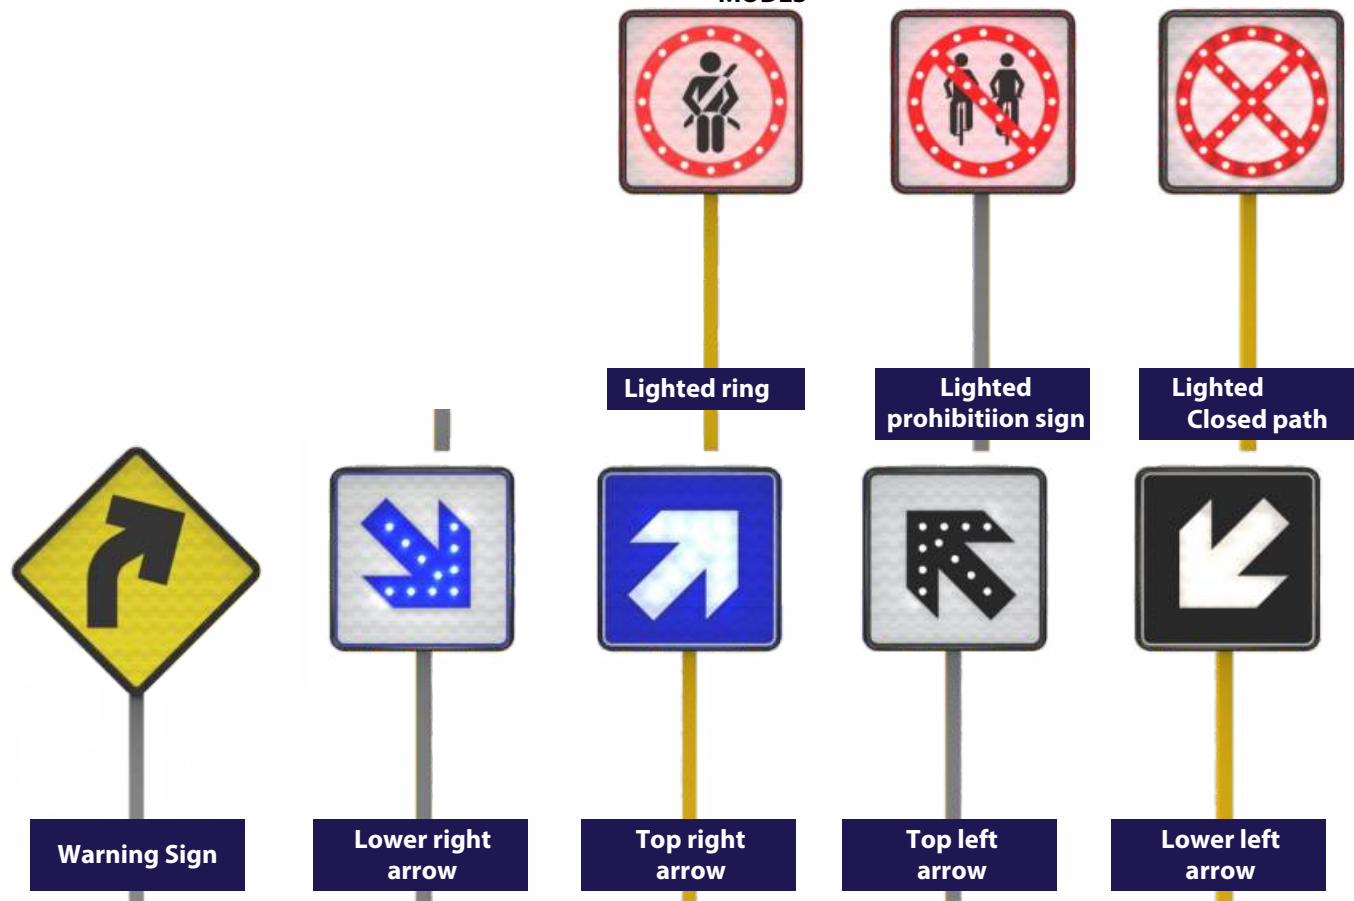 MODES
Lighted ring
Lighted
prohibitiion sign
Lighted
Closed path
Warning Sign
Lower right
arrow
Top right
arrow
Top left
arrow
Lower left
arrow